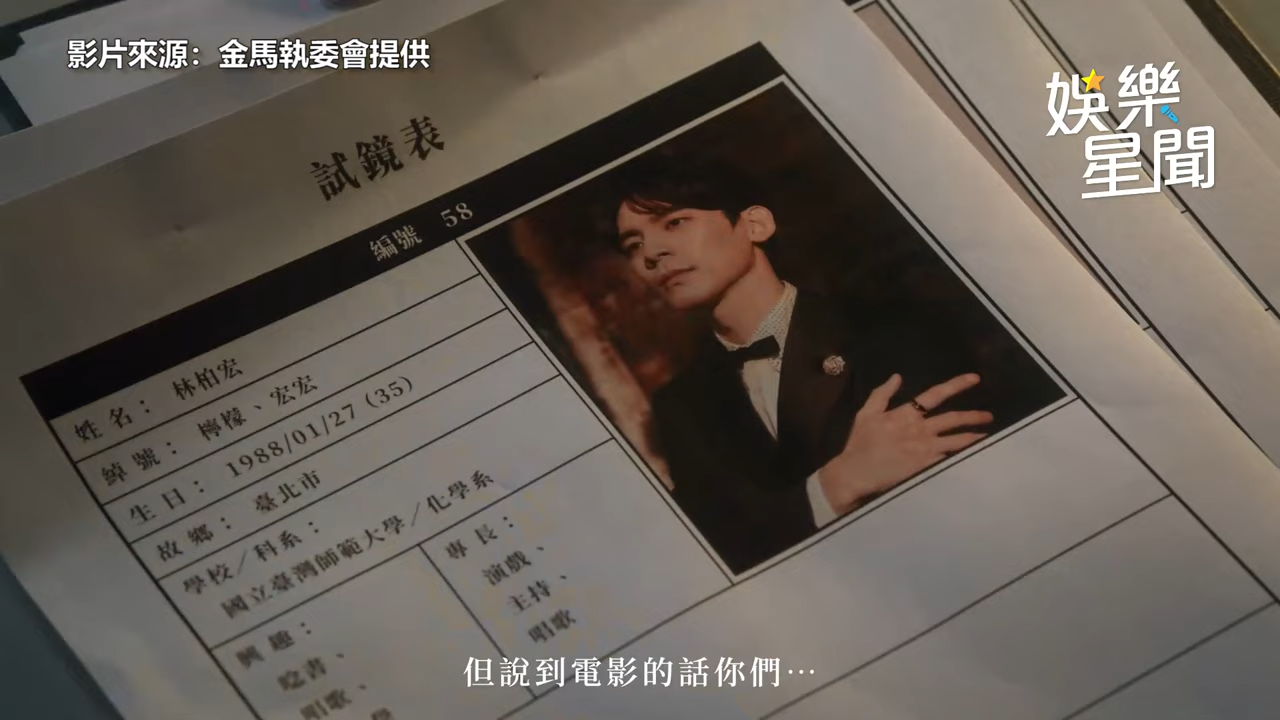 影片來源：金馬執委會提供
娛樂
星聞
試鏡表
編號 58
姓名： 林柏宏
綽號： 檸檬、宏宏
生日： 1988/01/27 (35)
故鄉： 臺北市
學校/科系：
國立臺灣師範大學/化學系
興趣：
唸書、
唱歌、
專長：
演戲、
主持、
唱歌
但說到電影的話你們…